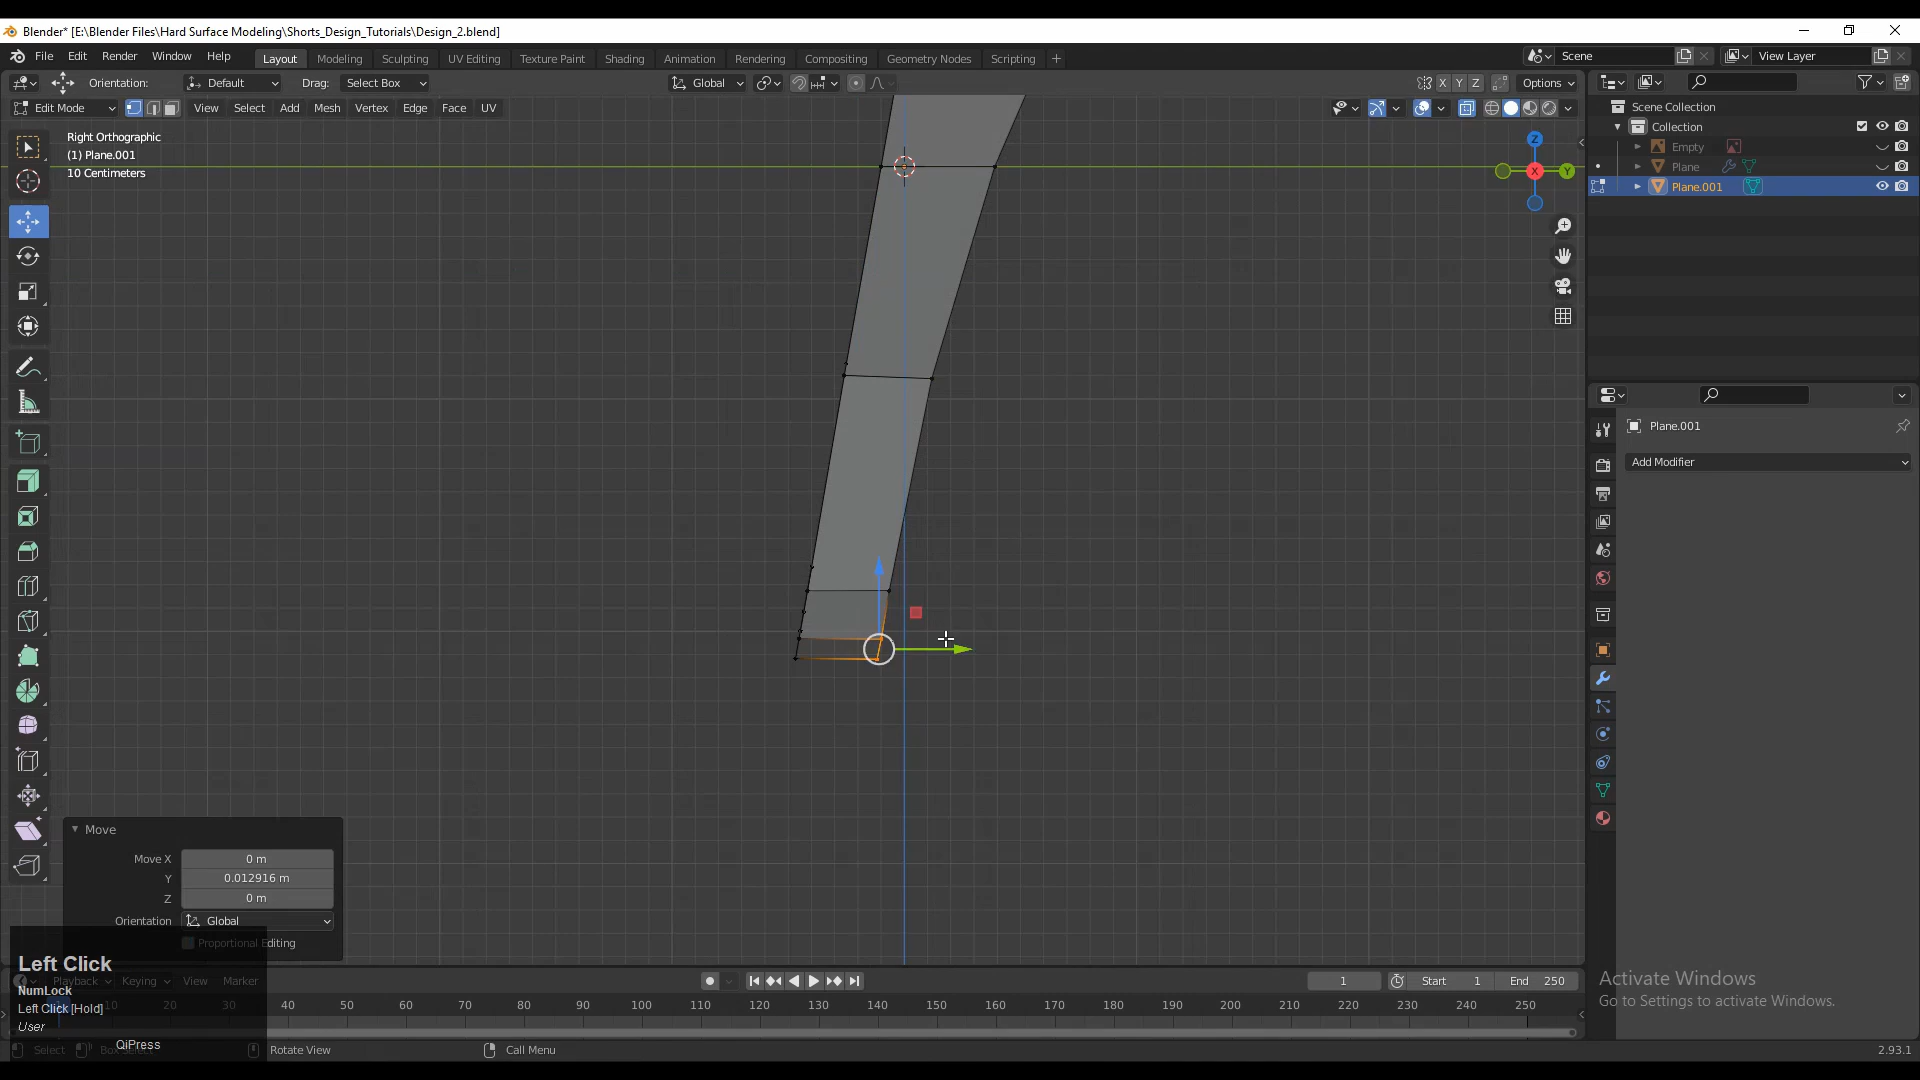 Blender* [E:\Blender Files\Hard Surface Modeling\Shorts_Design_Tutorials\Design_2.blend]
File Edit Render Window Help Layout Modeling Sculpting UV Editing Texture Paint Shading Animation Rendering Compositing Geometry Nodes Scripting + Scene View Layer
Orientation: Default Drag: Select Box Global X Y Z Options
Edit Mode View Select Add Mesh Vertex Edge Face UV
Right Orthographic
(1) Plane.001
10 Centimeters
Z
X
Y
Scene Collection
Collection
Empty
Plane
Plane.001
Plane.001
Add Modifier
Move
Move X 0 m
Y 0.012916 m
Z 0 m
Orientation Global
Proportional Editing
Left Click
NumLock
Left Click [Hold]
User
QiPress
Playback Keying View Marker 1 Start 1 End 250
10 20 30 40 50 60 70 80 90 100 110 120 130 140 150 160 170 180 190 200 210 220 230 240 250
Select Box Select Rotate View Call Menu 2.93.1
Activate Windows
Go to Settings to activate Windows.